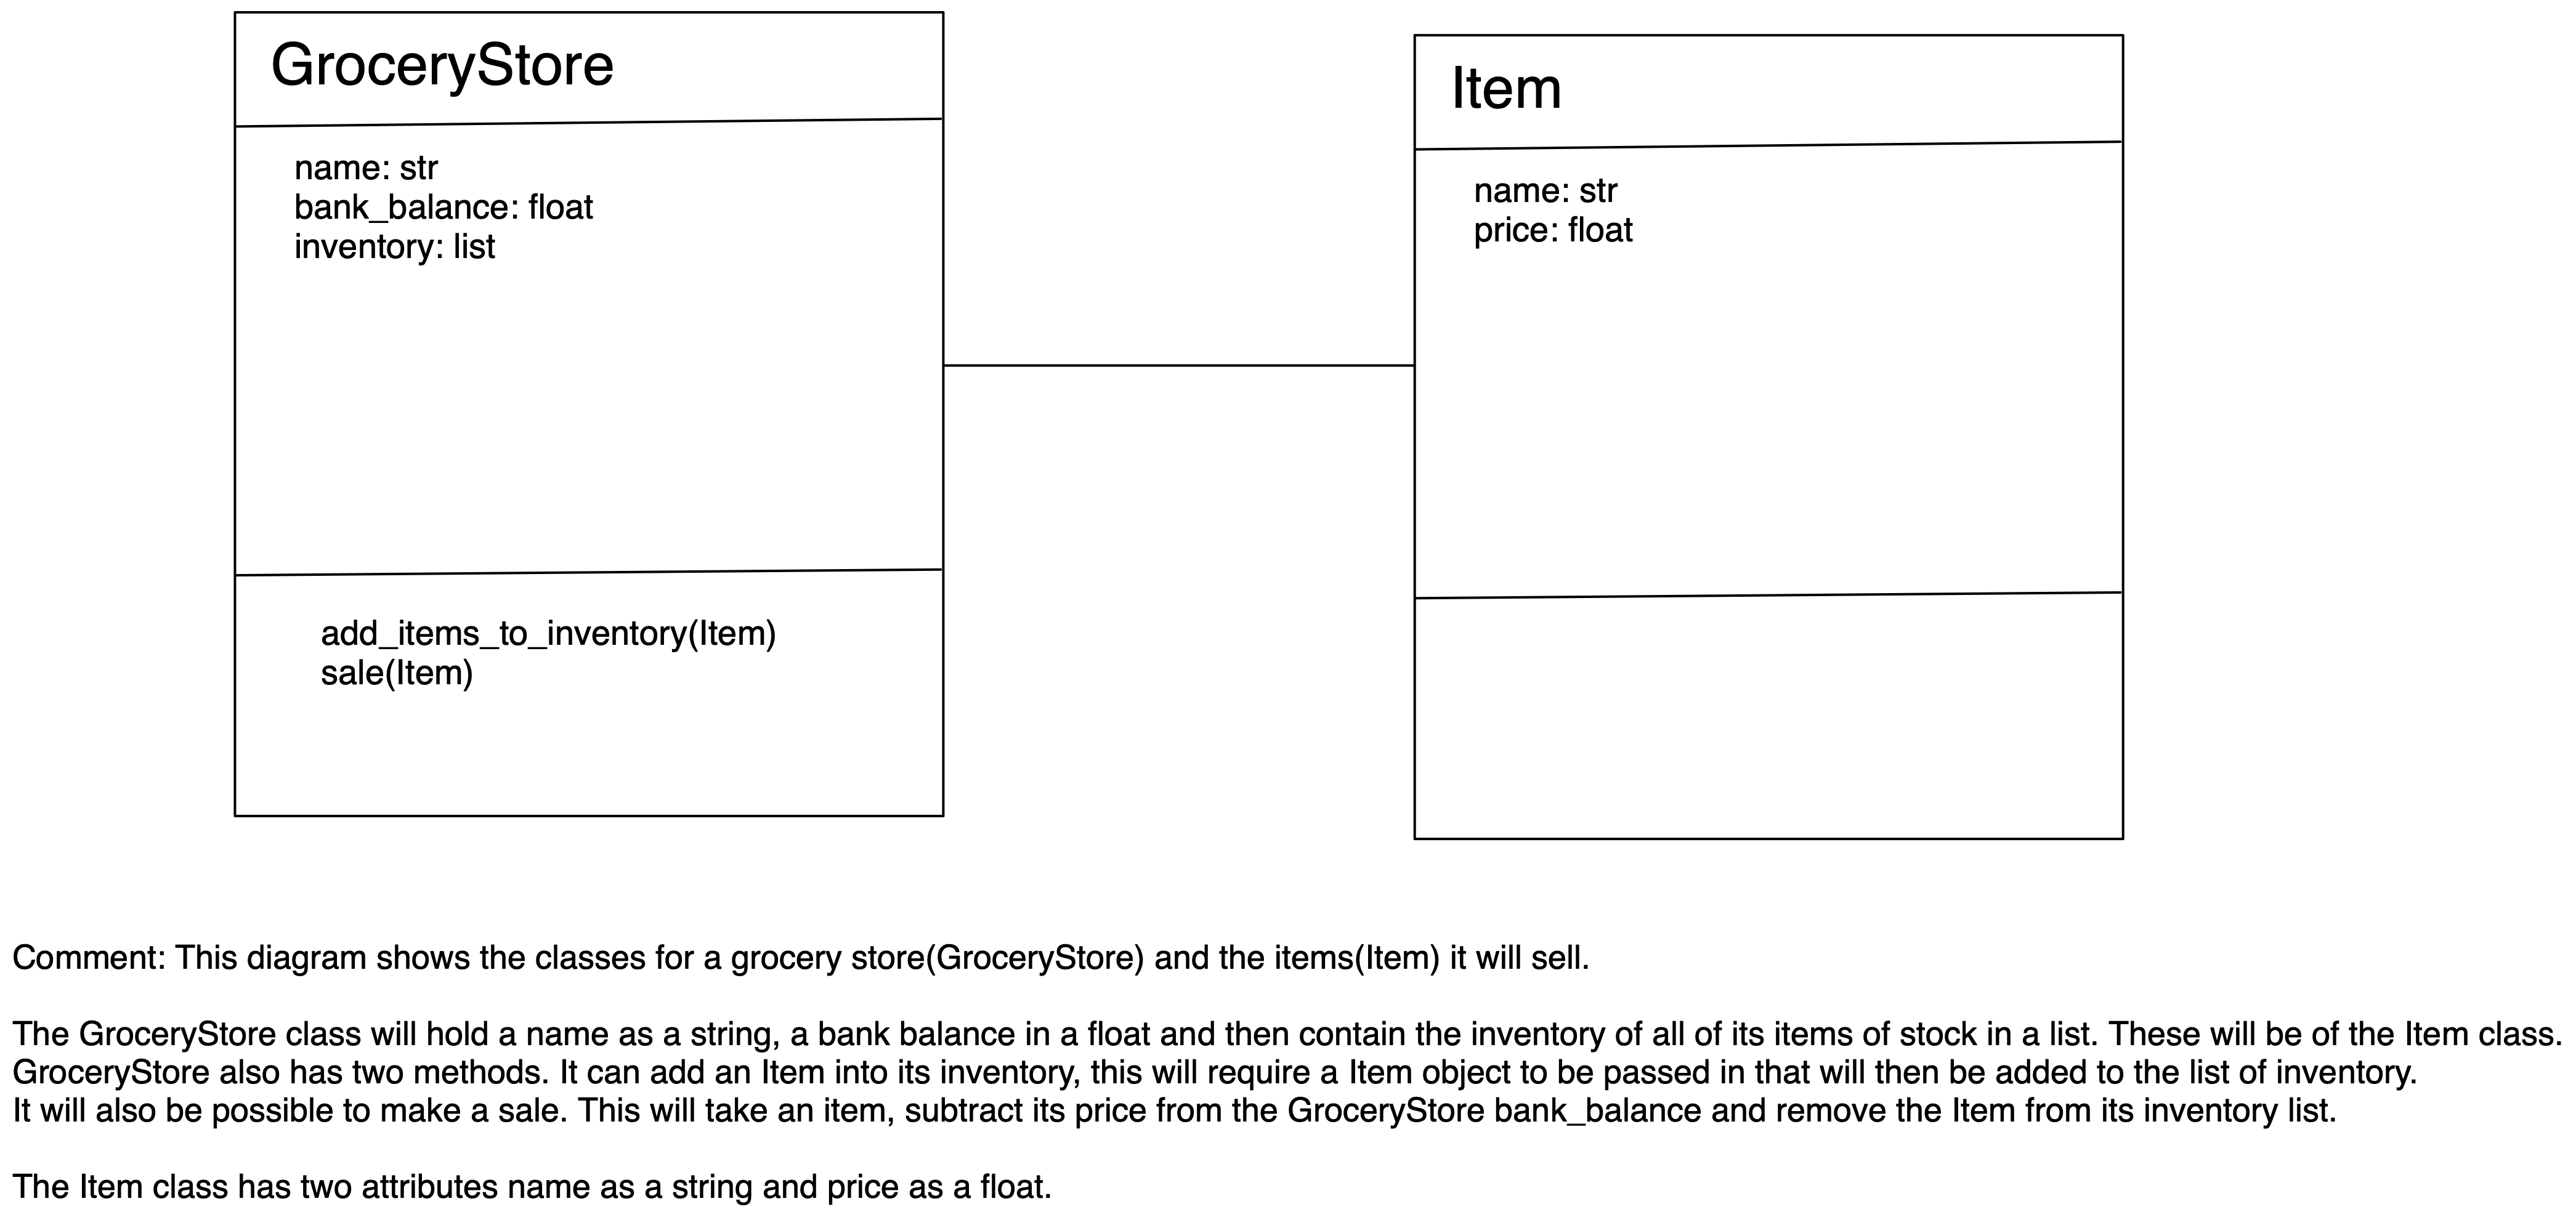 GroceryStore
name: str
bank_balance: float
inventory: list
add_items_to_inventory(Item)
sale(Item)
Item
name: str
price: float
Comment: This diagram shows the classes for a grocery store(GroceryStore) and the items(Item) it will sell.
The GroceryStore class will hold a name as a string, a bank balance in a float and then contain the inventory of all of its items of stock in a list. These will be of the Item class.
GroceryStore also has two methods. It can add an Item into its inventory, this will require a Item object to be passed in that will then be added to the list of inventory.
It will also be possible to make a sale. This will take an item, subtract its price from the GroceryStore bank_balance and remove the Item from its inventory list.
The Item class has two attributes name as a string and price as a float.